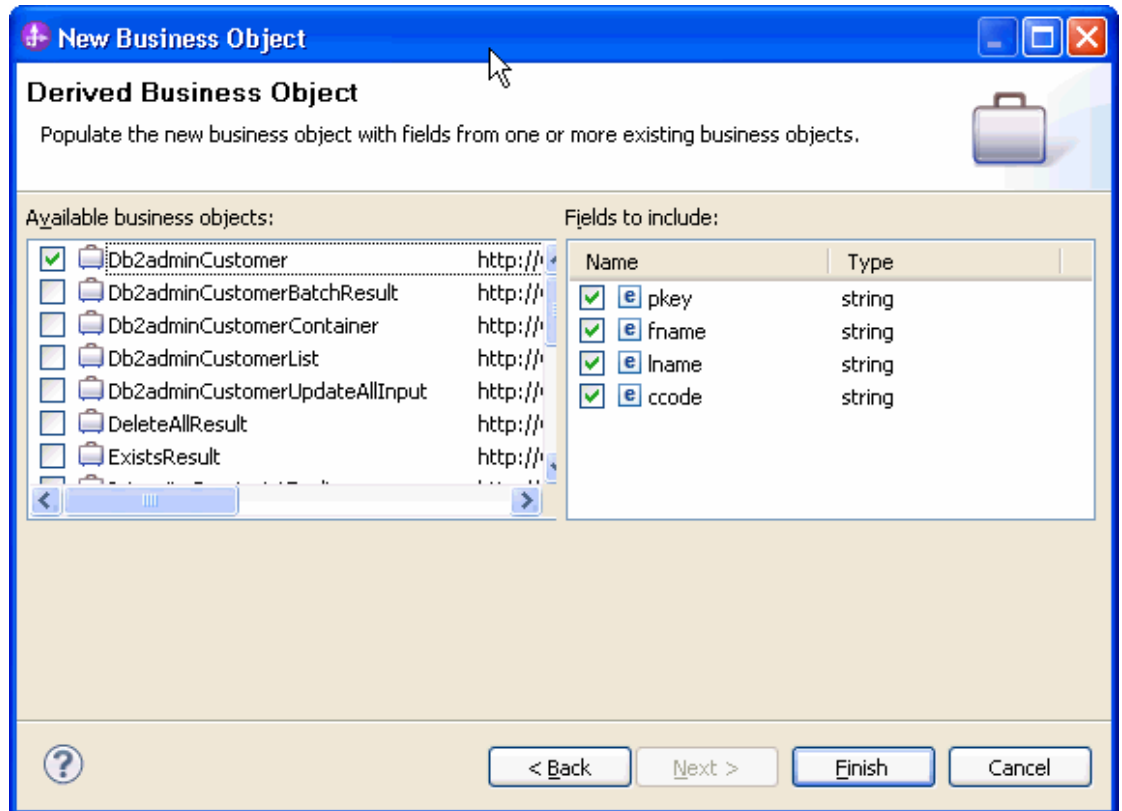 New Business Object
Derived Business Object
Populate the new business object with fields from one or more existing business objects.
Available business objects:
Db2adminCustomer http://
Db2adminCustomerBatchResult http://
Db2adminCustomerContainer http://
Db2adminCustomerList http://
Db2adminCustomerUpdateAllInput http://
DeleteAllResult http://
ExistsResult http://
Fields to include:
Name Type
e pkey string
e fname string
e lname string
e ccode string
?
< Back Next > Finish Cancel